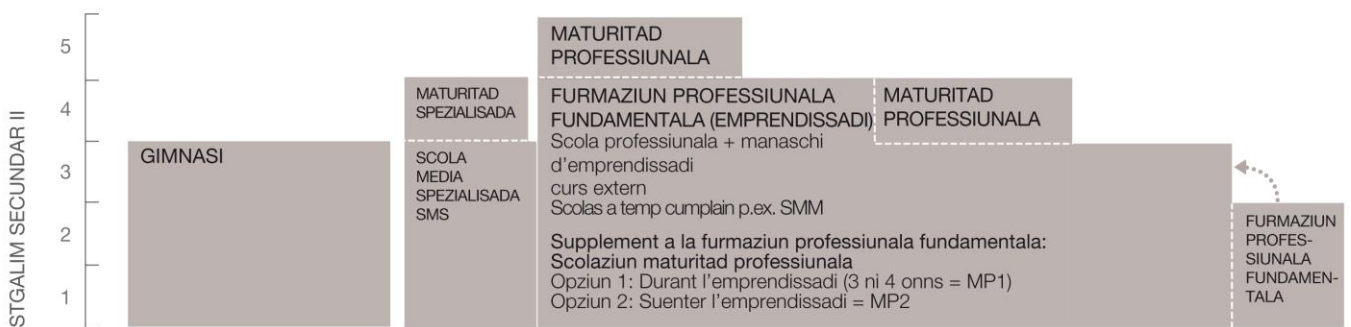 STGALIM SECUNDAR II
5
4
3
2
1
GIMNASI
MATURITAD
SPEZIALISADA
SCOLA
MEDIA
SPEZIALISADA
SMS
MATURITAD
PROFESSIUNALA
FURMAZIUN PROFESSIUNALA
FUNDAMENTALA (EMPRENDISSADI)
Scola professiunala + manaschi
d’emprendissadi
curs extern
Scolas a temp cumplain p.ex. SMM
Supplement a la furmaziun professiunala fundamentala:
Scolaziun maturitad professiunala
Opziun 1: Durant l’emprendissadi (3 ni 4 onns = MP1)
Opziun 2: Suenter l’emprendissadi = MP2
MATURITAD
PROFESSIUNALA
FURMAZIUN
PROFES-
SIUNALA
FUNDAMEN-
TALA